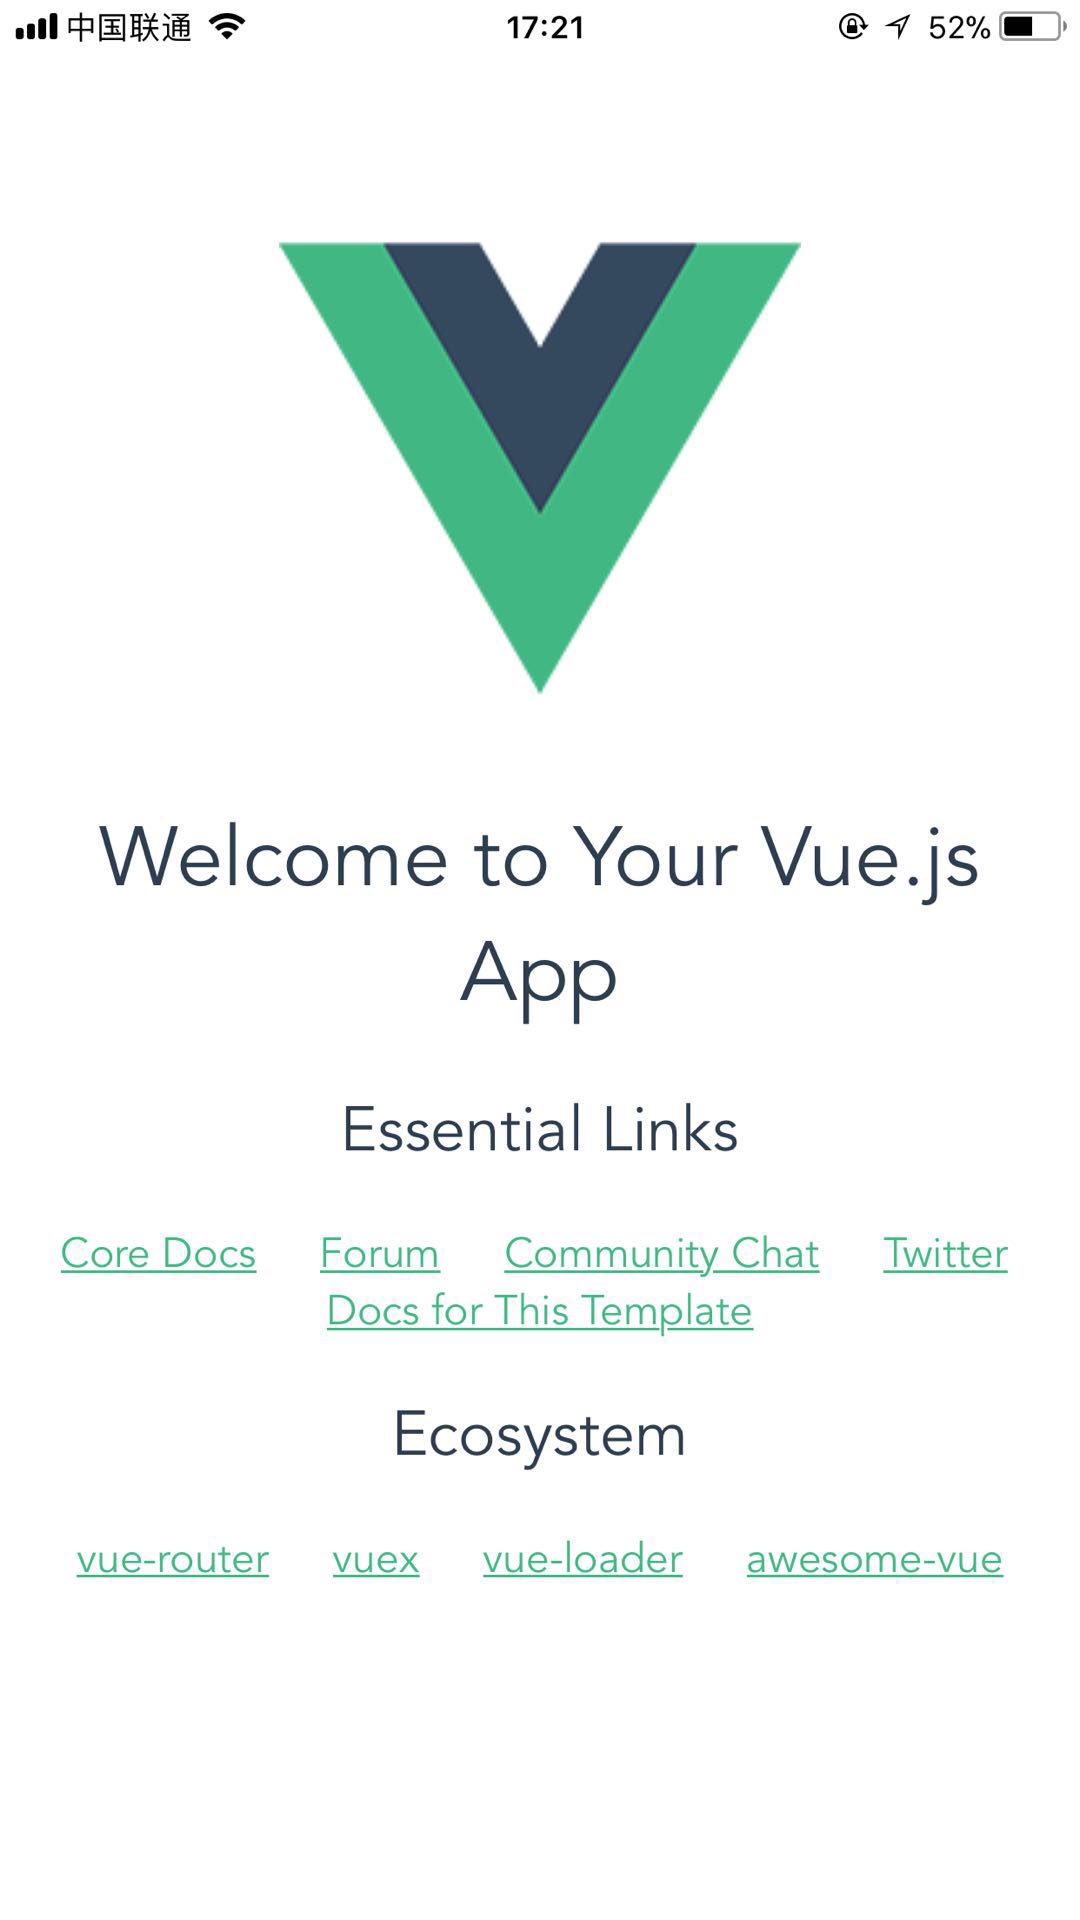 中国联通 17:21 52%
Welcome to Your Vue.js
App
Essential Links
Core Docs Forum Community Chat Twitter
Docs for This Template
Ecosystem
vue-router vuex vue-loader awesome-vue